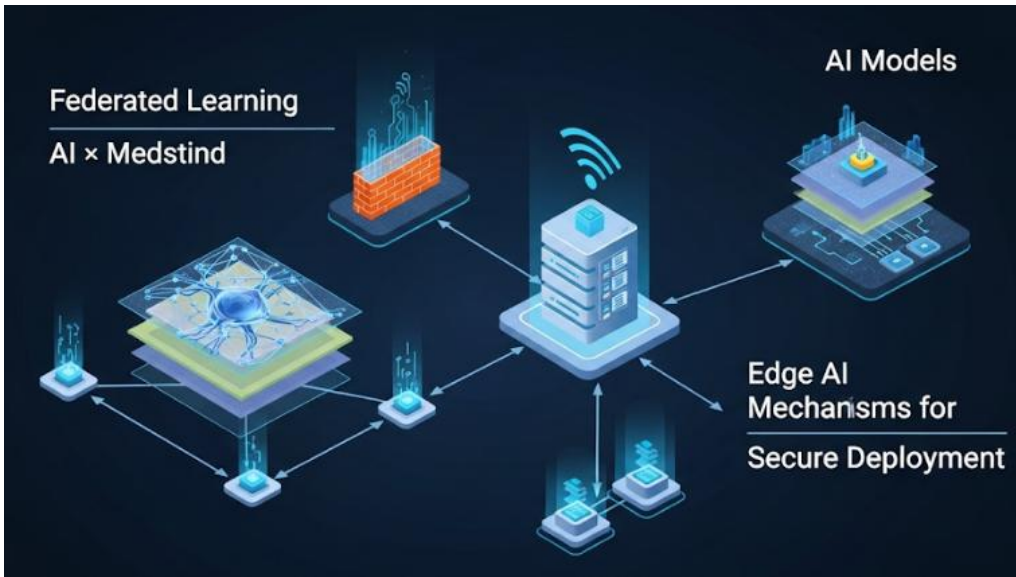 Federated Learning
AI × Medstind
AI Models
Edge AI
Mechanisms for
Secure Deployment